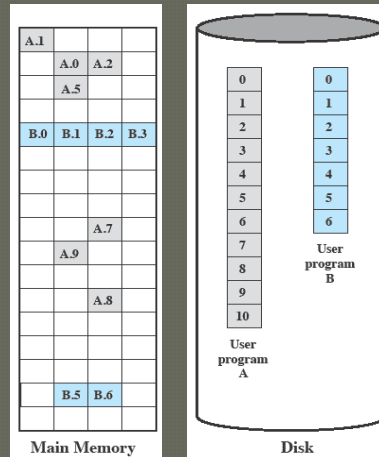 A.1
A.0 A.2
A.5
B.0 B.1 B.2 B.3
A.7
A.9
A.8
B.5 B.6
Main Memory
0
1
2
3
4
5
6
7
8
9
10
User
program
A
0
1
2
3
4
5
6
User
program
B
Disk